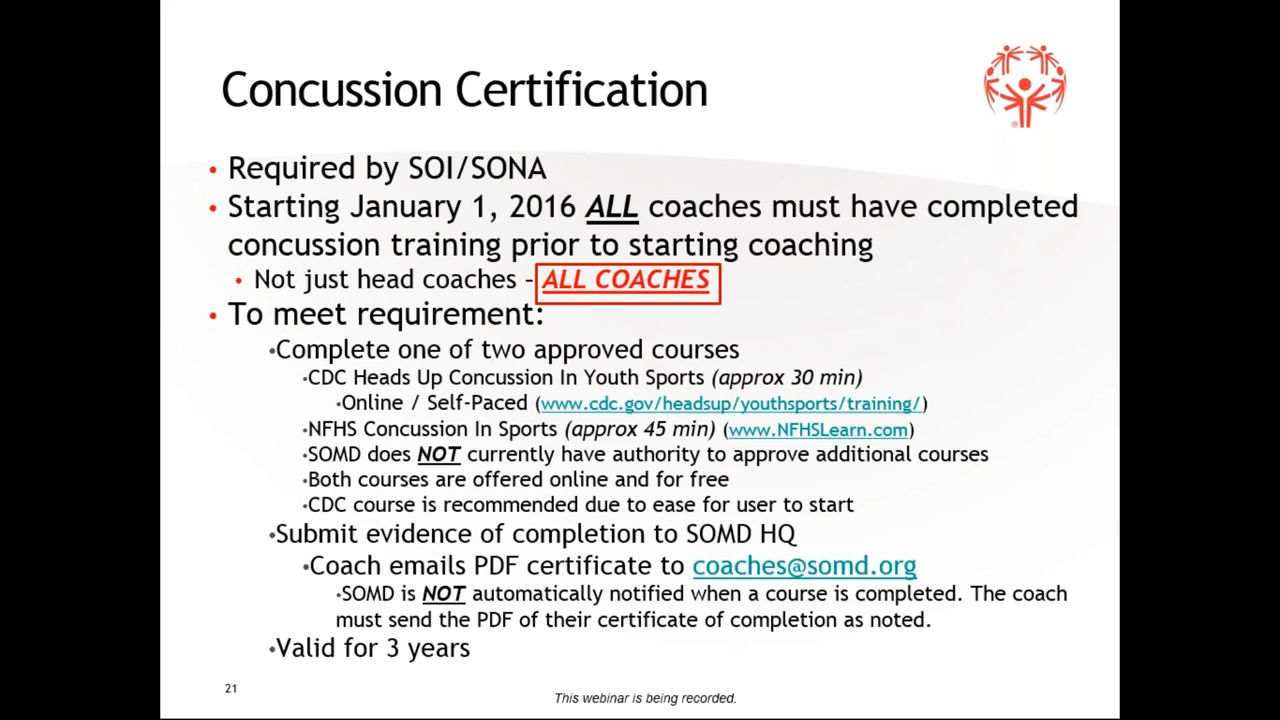 Concussion Certification
• Required by SOI/SONA
• Starting January 1, 2016 ALL coaches must have completed
concussion training prior to starting coaching
• Not just head coaches – ALL COACHES
• To meet requirement:
•Complete one of two approved courses
•CDC Heads Up Concussion In Youth Sports (approx 30 min)
•Online / Self-Paced (www.cdc.gov/headsup/youthsports/training/)
•NFHS Concussion In Sports (approx 45 min) (www.NFHSLearn.com)
•SOMD does NOT currently have authority to approve additional courses
•Both courses are offered online and for free
•CDC course is recommended due to ease for user to start
•Submit evidence of completion to SOMD HQ
•Coach emails PDF certificate to coaches@somd.org
•SOMD is NOT automatically notified when a course is completed. The coach
must send the PDF of their certificate of completion as noted.
•Valid for 3 years
21
This webinar is being recorded.